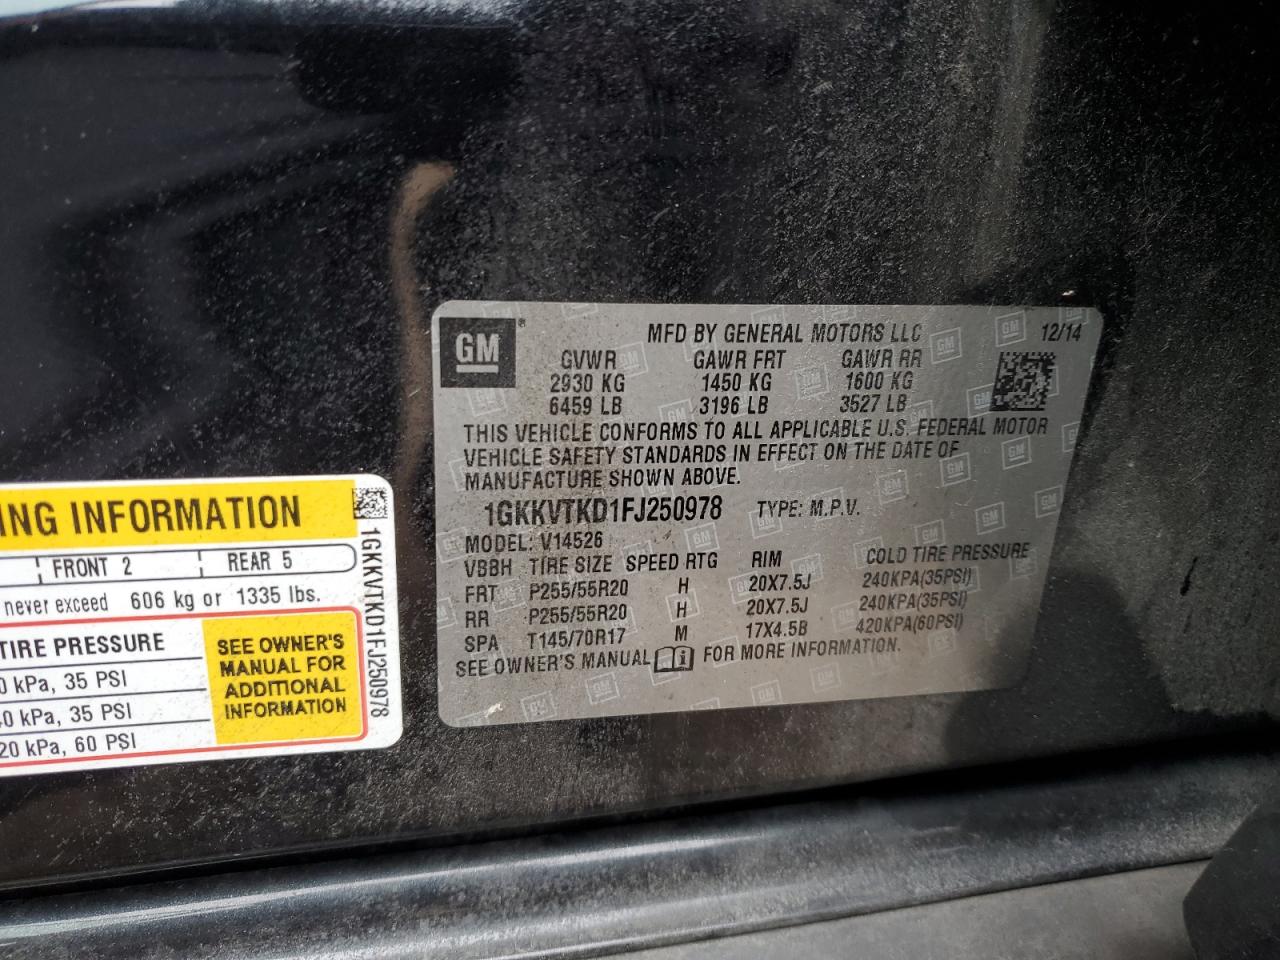 ING INFORMATION
FRONT 2 REAR 5
never exceed 606 kg or 1335 lbs.
TIRE PRESSURE
0 kPa, 35 PSI
40 kPa, 35 PSI
20 kPa, 60 PSI
SEE OWNER'S
MANUAL FOR
ADDITIONAL
INFORMATION
1GKKVTKD1FJ250978
GM®
MFD BY GENERAL MOTORS LLC 12/14
GVWR GAWR FRT GAWR RR
2930 KG 1450 KG 1600 KG
6459 LB 3196 LB 3527 LB
THIS VEHICLE CONFORMS TO ALL APPLICABLE U.S. FEDERAL MOTOR
VEHICLE SAFETY STANDARDS IN EFFECT ON THE DATE OF
MANUFACTURE SHOWN ABOVE.
1GKKVTKD1FJ250978 TYPE: M.P.V.
MODEL: V14526
VBBH TIRE SIZE SPEED RTG RIM COLD TIRE PRESSURE
FRT P255/55R20 H 20X7.5J 240KPA(35PSI)
RR P255/55R20 H 20X7.5J 240KPA(35PSI)
SPA T145/70R17 M 17X4.5B 420KPA(60PSI)
SEE OWNER'S MANUAL FOR MORE INFORMATION.